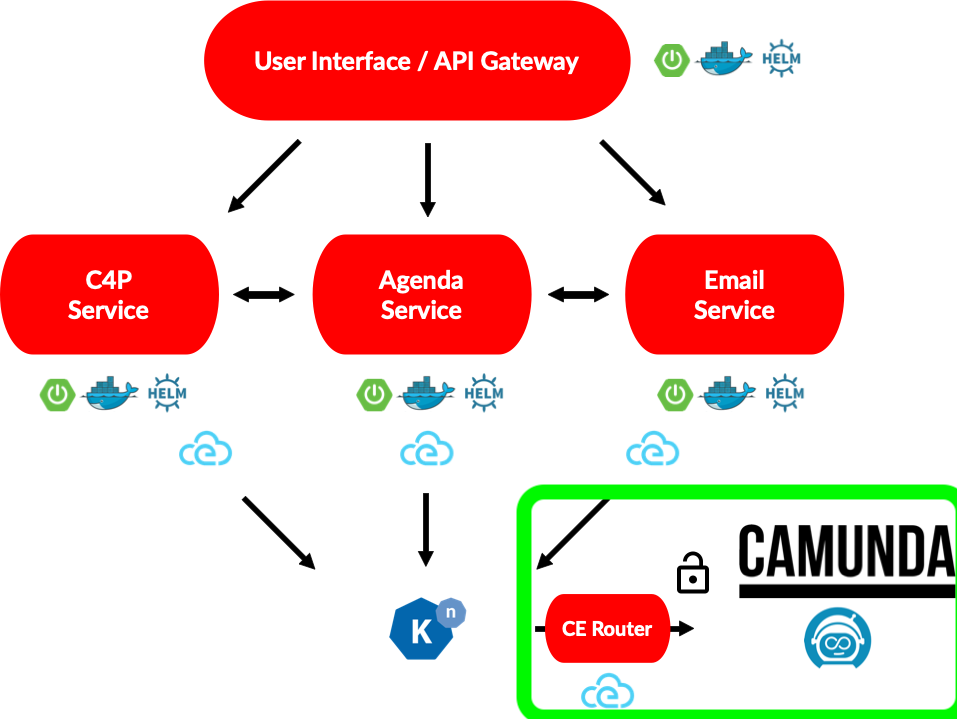 User Interface / API Gateway
HELM
C4P
Service
Agenda
Service
Email
Service
HELM
HELM
HELM
CAMUNDA
K
n
CE Router